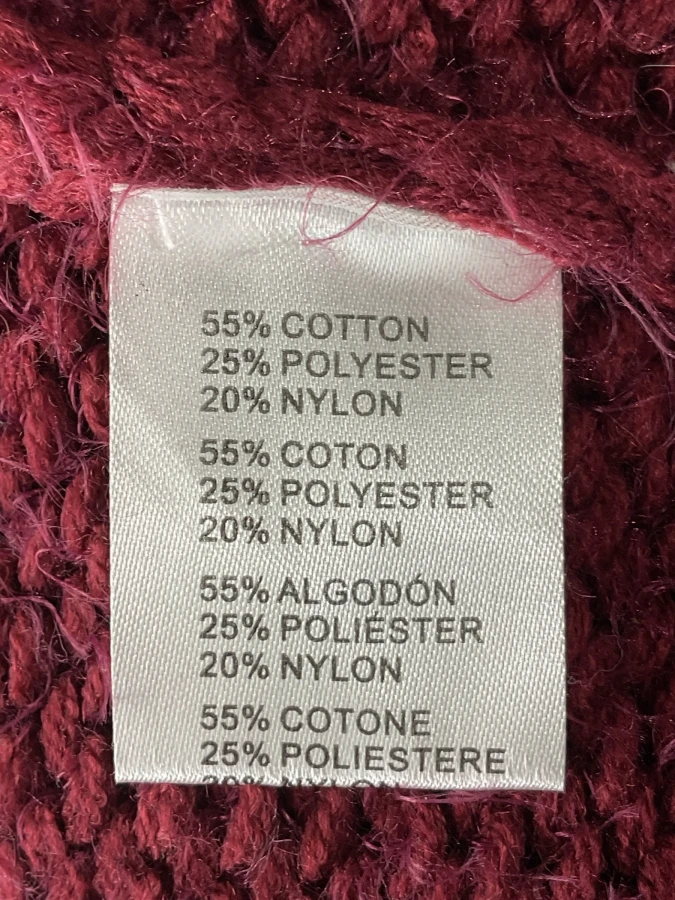 55% COTTON
25% POLYESTER
20% NYLON
55% COTON
25% POLYESTER
20% NYLON
55% ALGODÓN
25% POLIÉSTER
20% NYLON
55% COTONE
25% POLIESTERE